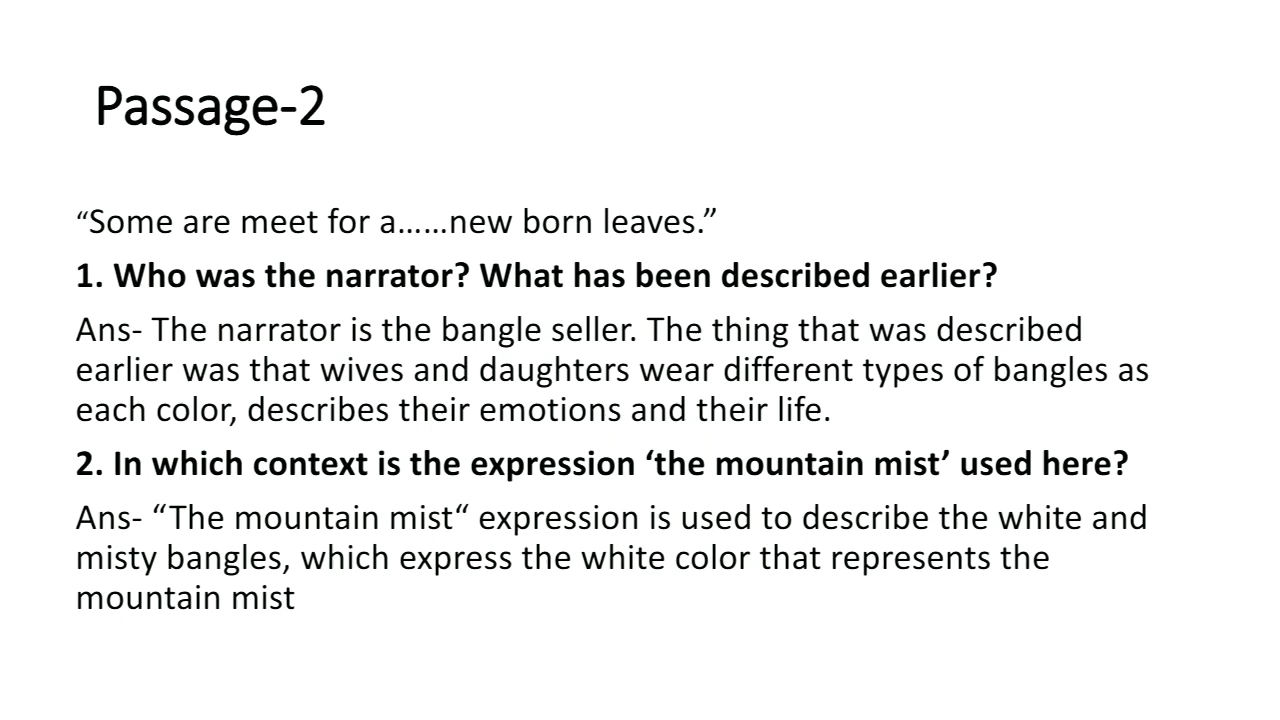 Passage-2
“Some are meet for a……new born leaves.”
1. Who was the narrator? What has been described earlier?
Ans- The narrator is the bangle seller. The thing that was described
earlier was that wives and daughters wear different types of bangles as
each color, describes their emotions and their life.
2. In which context is the expression ‘the mountain mist’ used here?
Ans- “The mountain mist“ expression is used to describe the white and
misty bangles, which express the white color that represents the
mountain mist